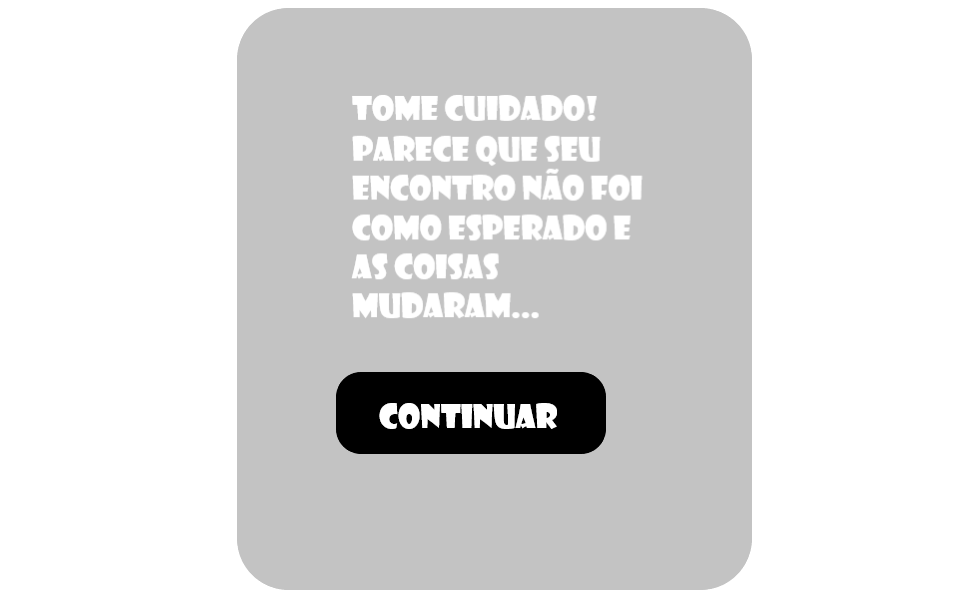 TOME CUIDADO!
PARECE QUE SEU
ENCONTRO NÃO FOI
COMO ESPERADO E
AS COISAS
MUDARAM...
CONTINUAR